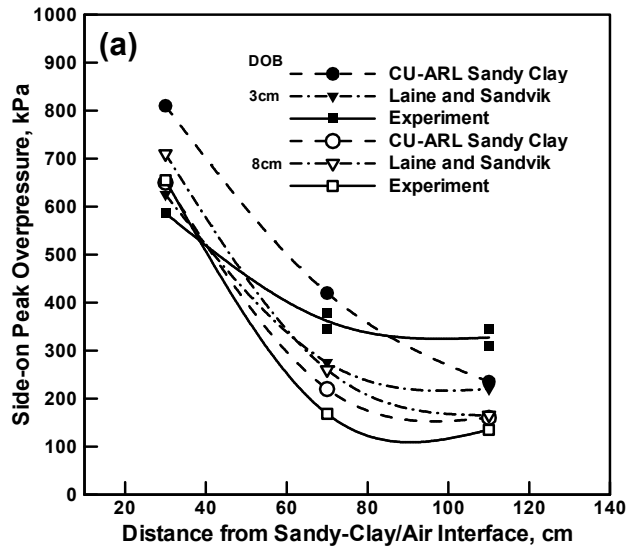 1000
(a)
DOB
CU-ARL Sandy Clay
900
3cm
Laine and Sandvik
Experiment
800
CU-ARL Sandy Clay
8cm
Laine and Sandvik
700
Experiment
600
500
400
300
200
100
0
Side-on Peak Overpressure, kPa
20 40 60 80 100 120 140
Distance from Sandy-Clay/Air Interface, cm